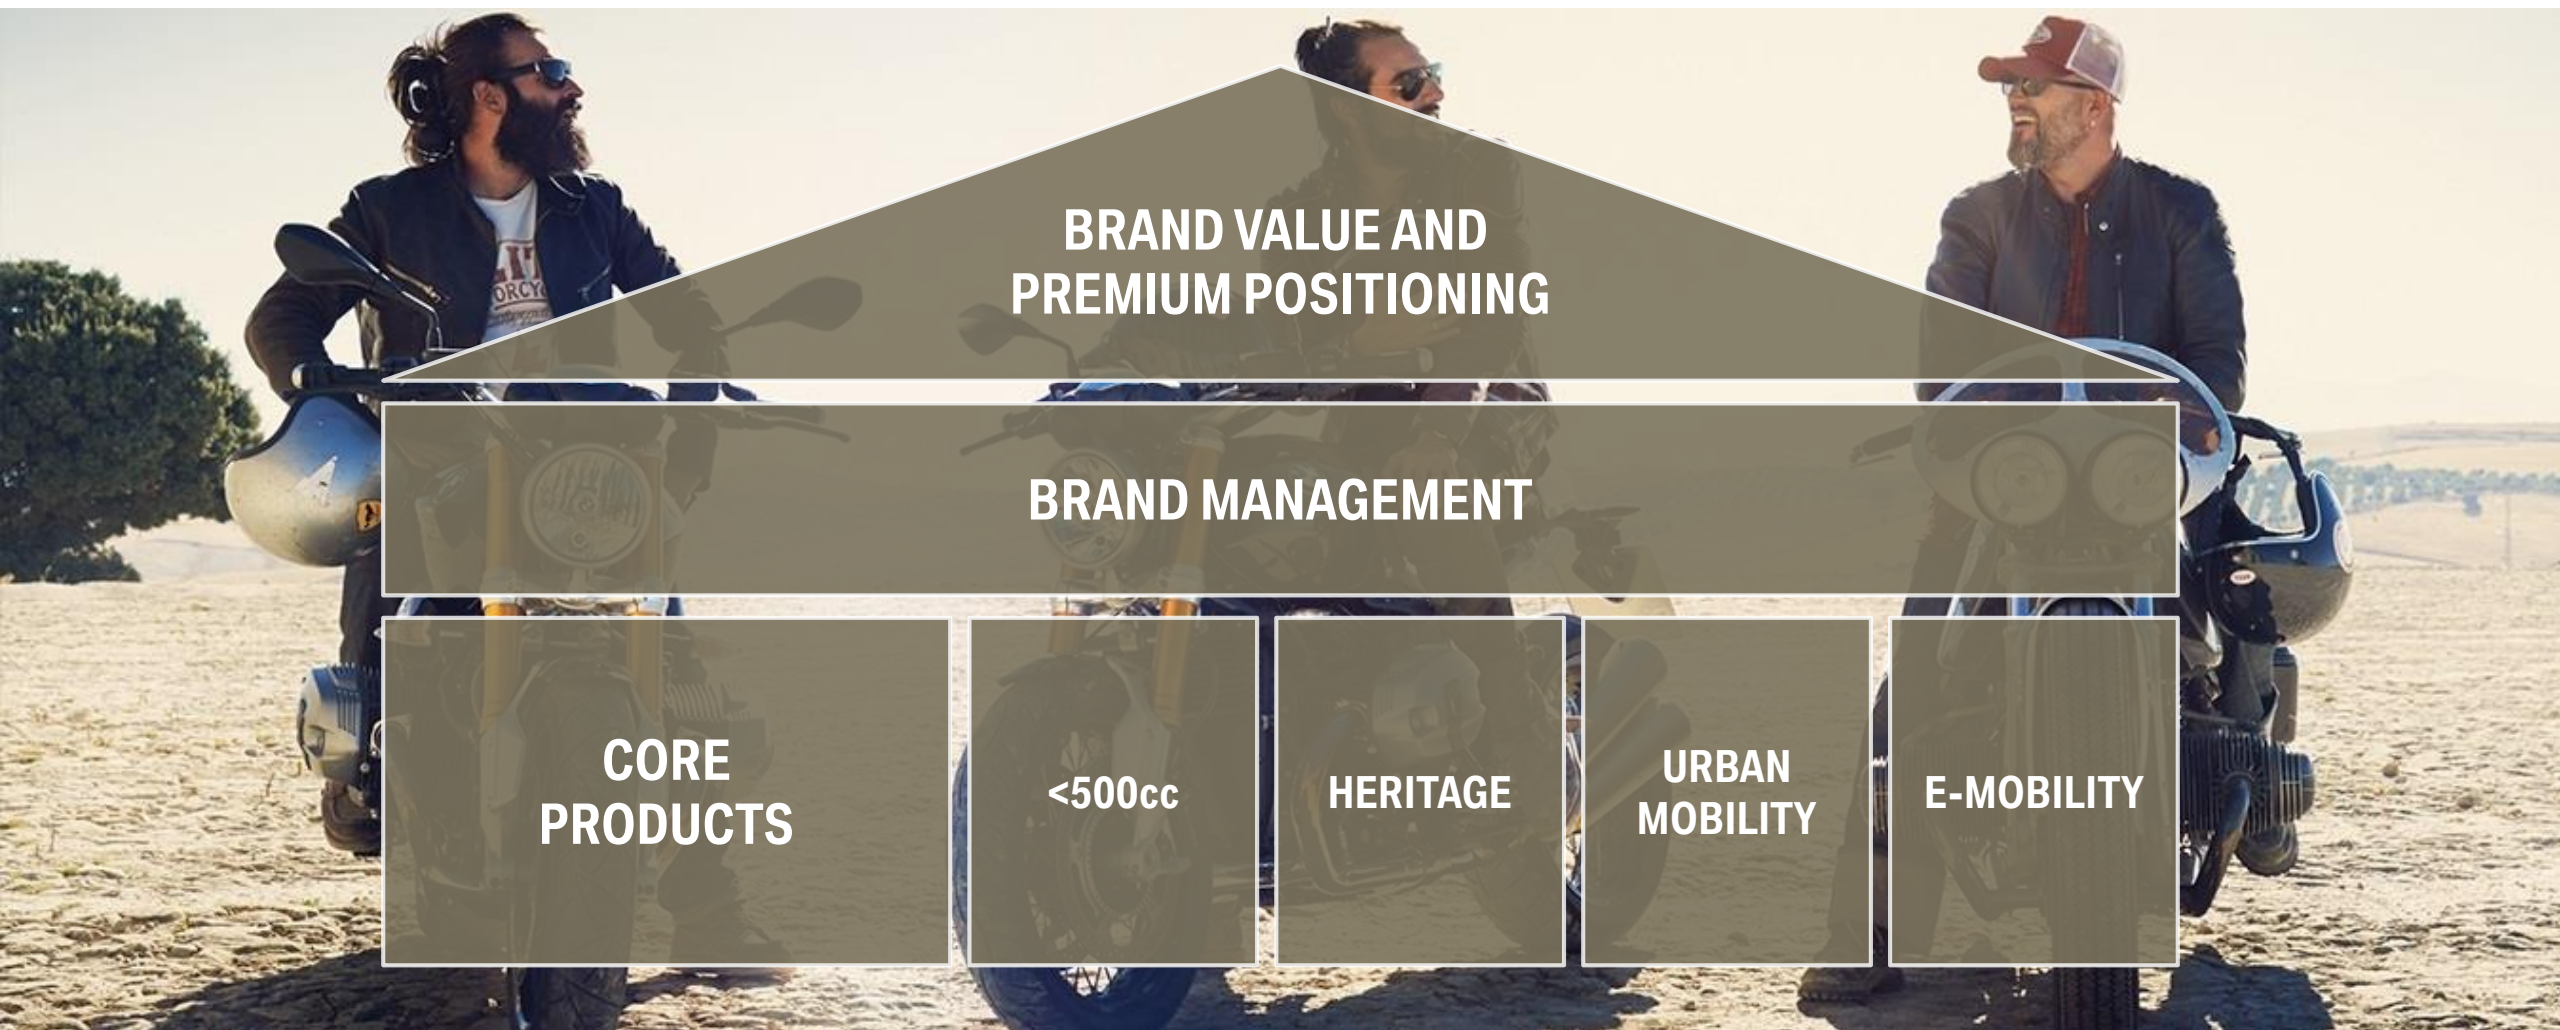 BRAND VALUE AND
PREMIUM POSITIONING
BRAND MANAGEMENT
CORE
PRODUCTS
<500cc
HERITAGE
URBAN
MOBILITY
E-MOBILITY